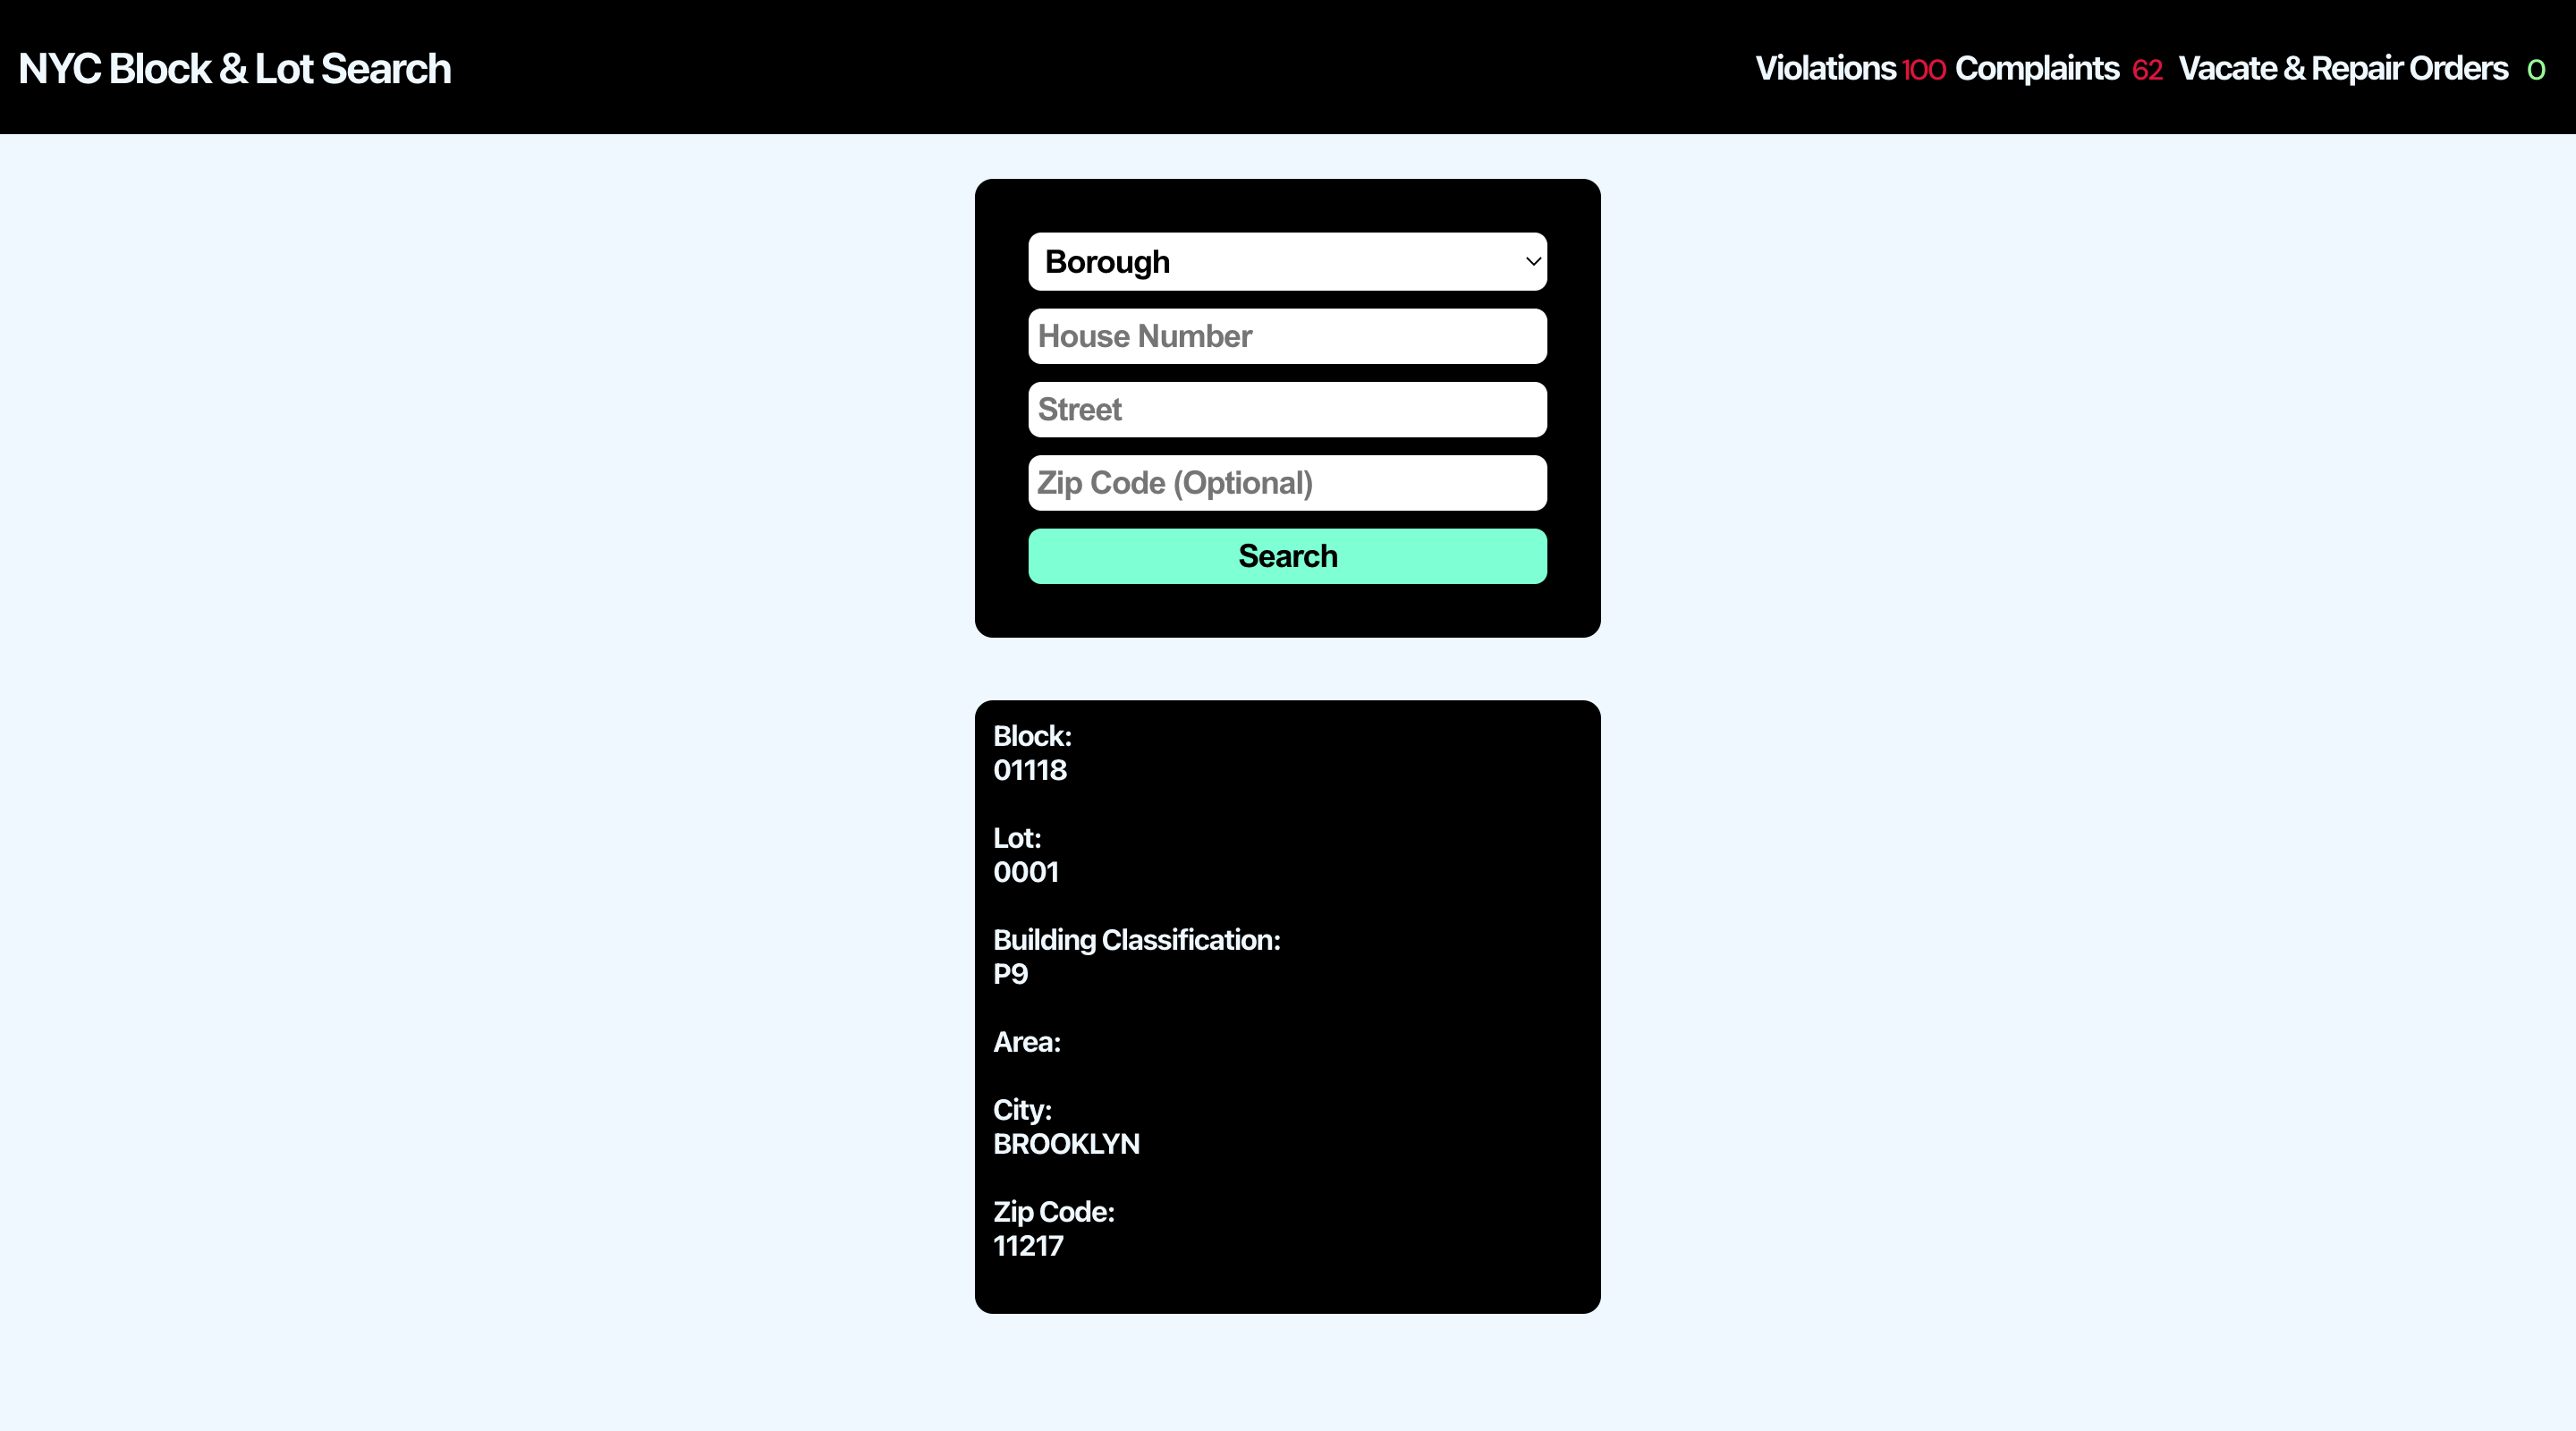 NYC Block & Lot Search
Violations 100 Complaints 62 Vacate & Repair Orders 0
Borough
House Number
Street
Zip Code (Optional)
Search
Block:
01118
Lot:
0001
Building Classification:
P9
Area:
City:
BROOKLYN
Zip Code:
11217